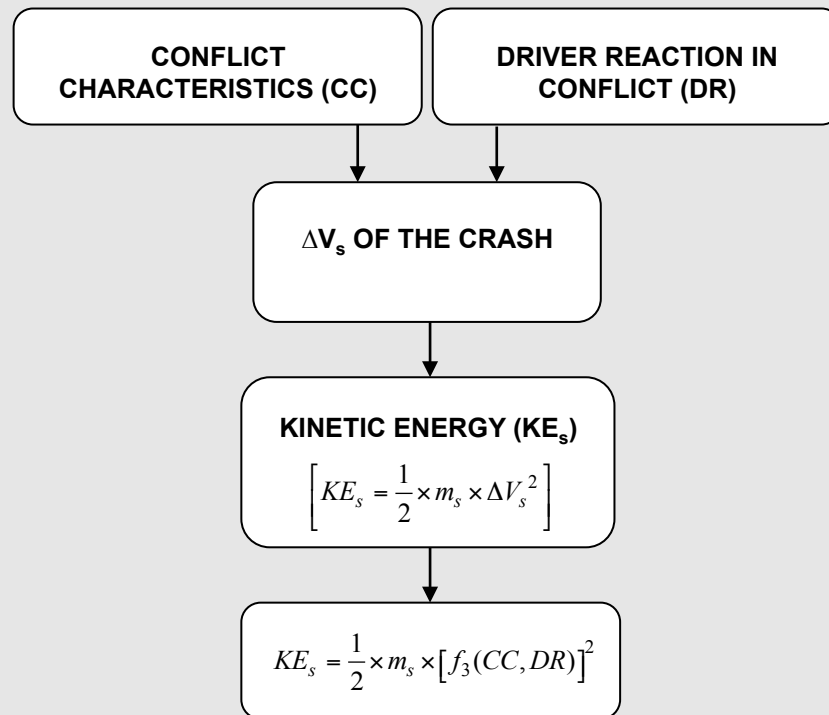 CONFLICT
CHARACTERISTICS (CC)
DRIVER REACTION IN
CONFLICT (DR)
ΔVₛ OF THE CRASH
KINETIC ENERGY (KEₛ)
[KEₛ = 1/2 × mₛ × ΔVₛ²]
KEₛ = 1/2 × mₛ × [f₃(CC, DR)]²